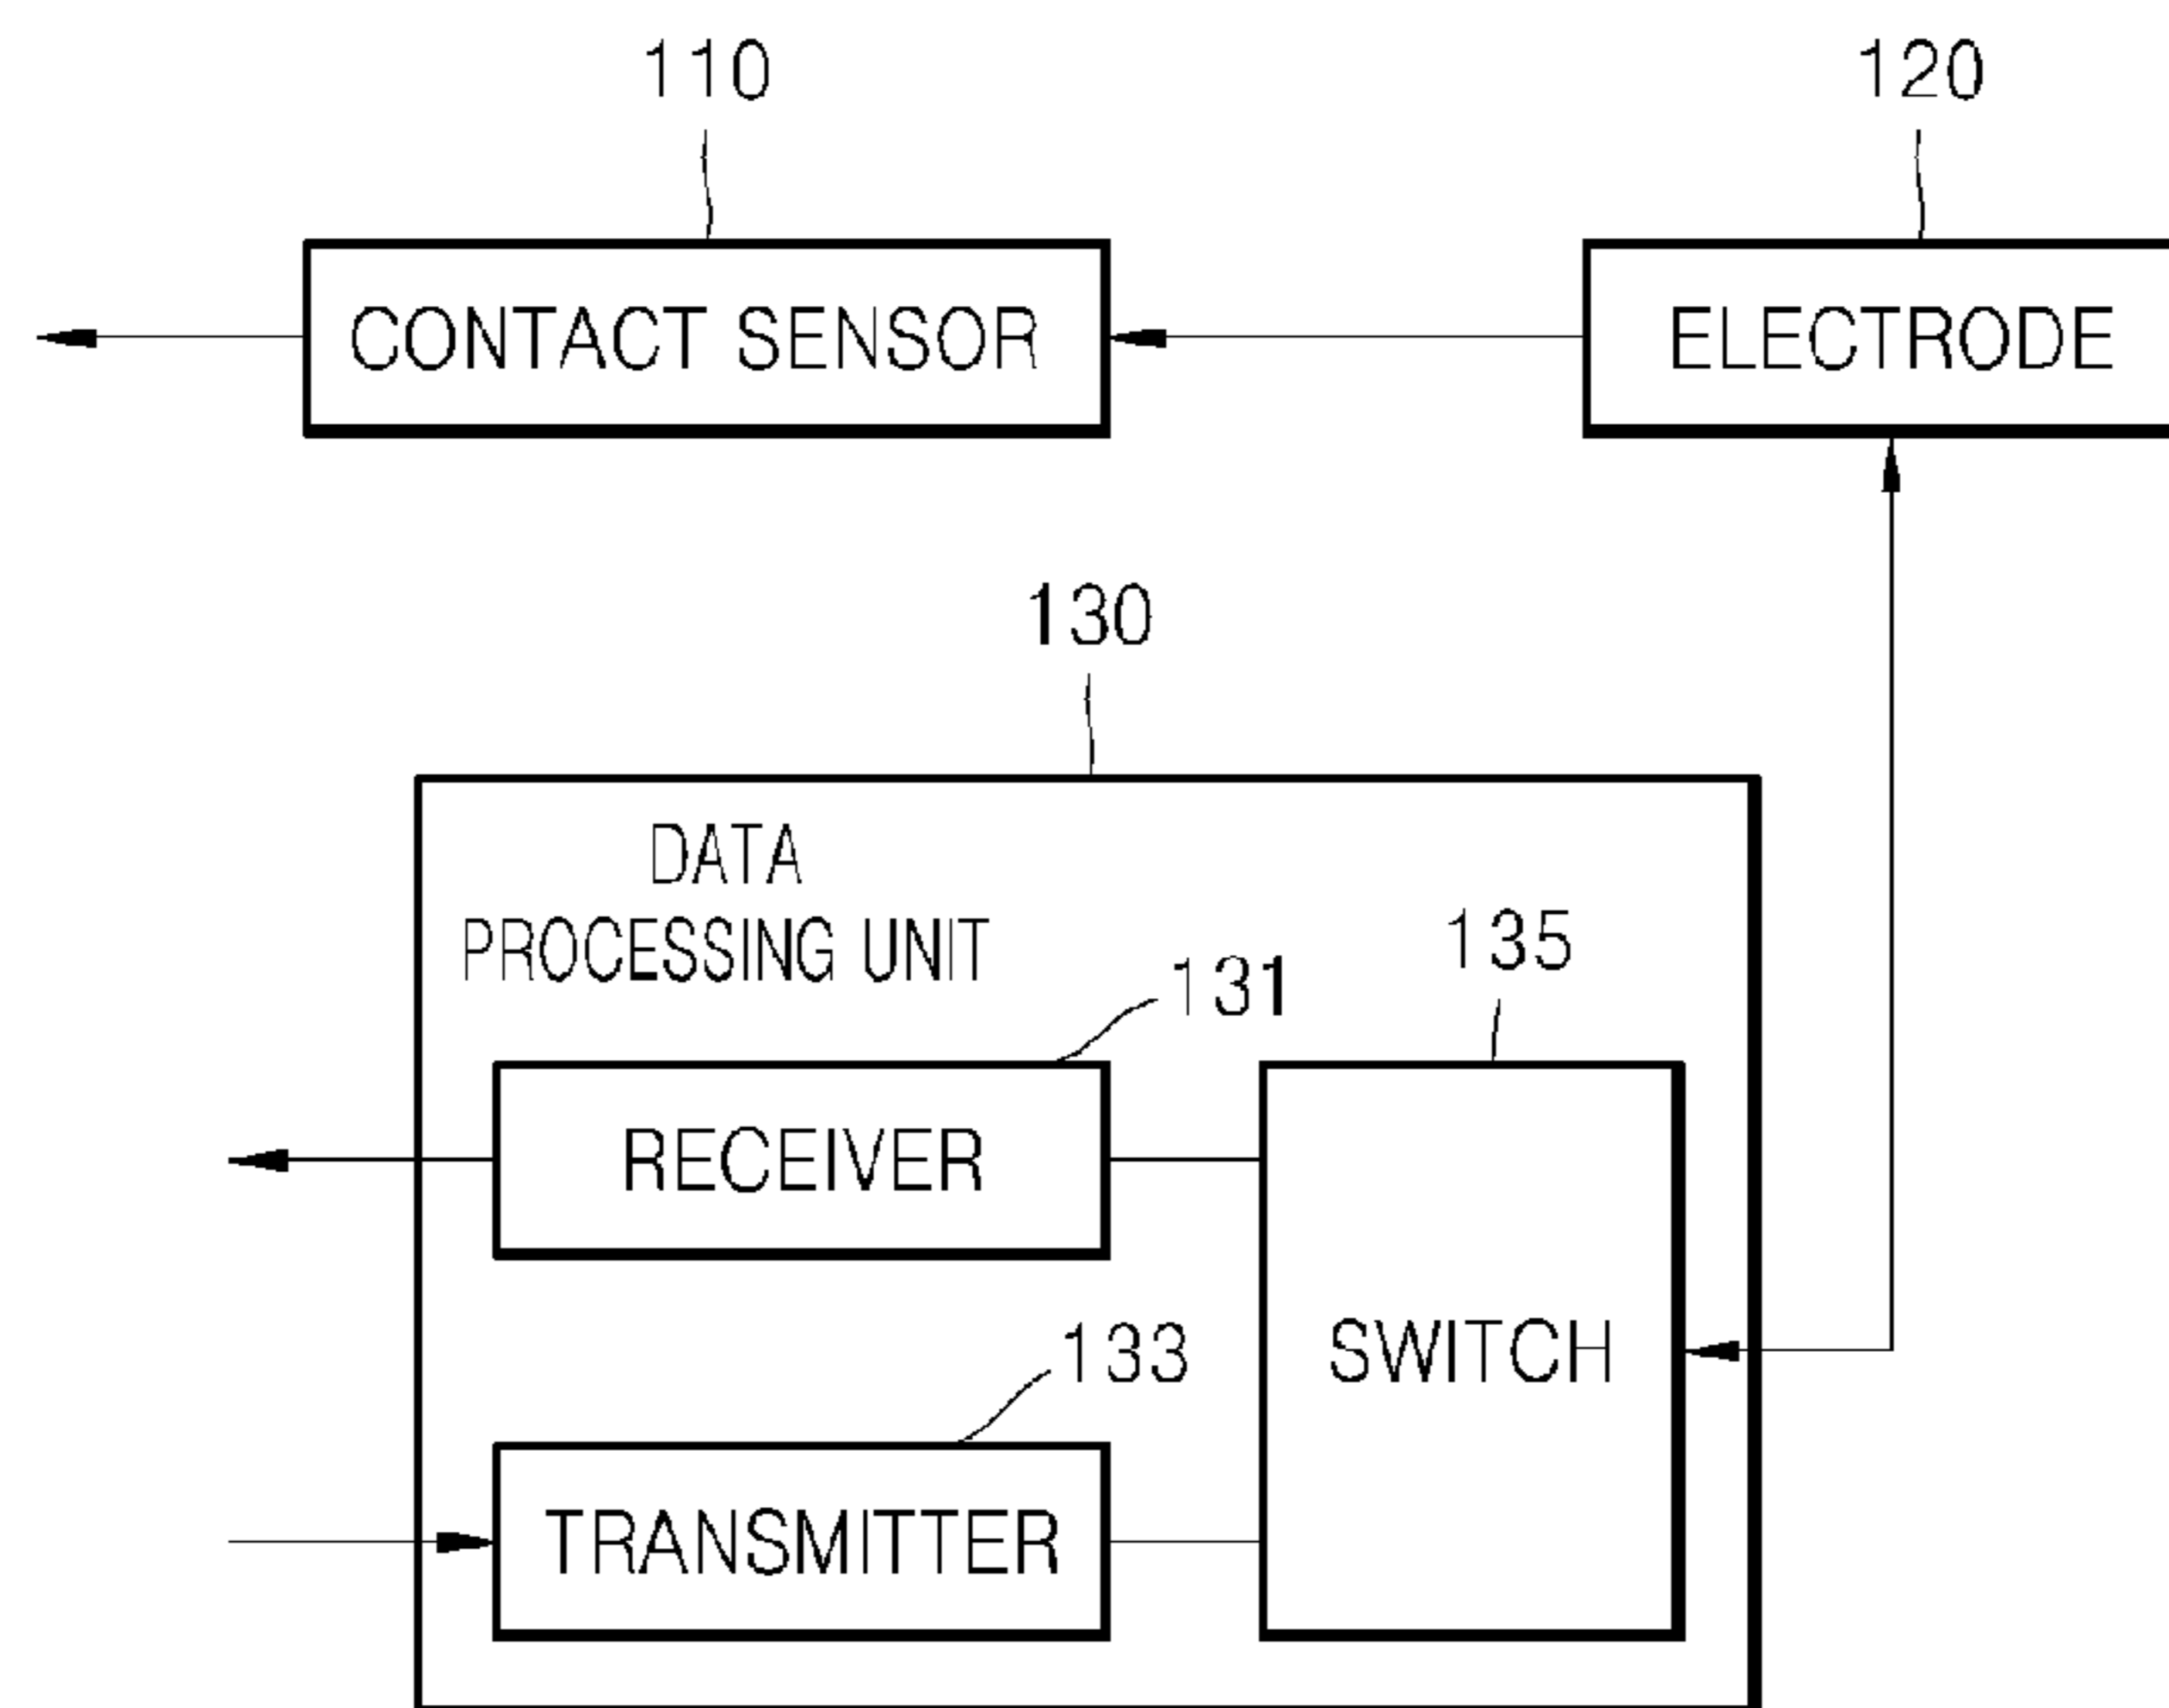 110
120
CONTACT SENSOR
ELECTRODE
130
DATA
PROCESSING UNIT
135
131
RECEIVER
SWITCH
133
TRANSMITTER